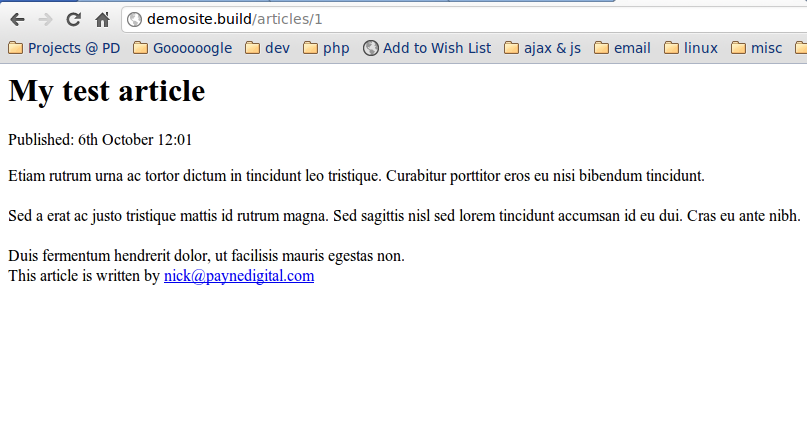 demosite.build/articles/1
Projects @ PD Goooooogle dev php Add to Wish List ajax & js email linux misc
My test article
Published: 6th October 12:01
Etiam rutrum urna ac tortor dictum in tincidunt leo tristique. Curabitur porttitor eros eu nisi bibendum tincidunt.
Sed a erat ac justo tristique mattis id rutrum magna. Sed sagittis nisl sed lorem tincidunt accumsan id eu dui. Cras eu ante nibh.
Duis fermentum hendrerit dolor, ut facilisis mauris egestas non.
This article is written by nick@paynedigital.com